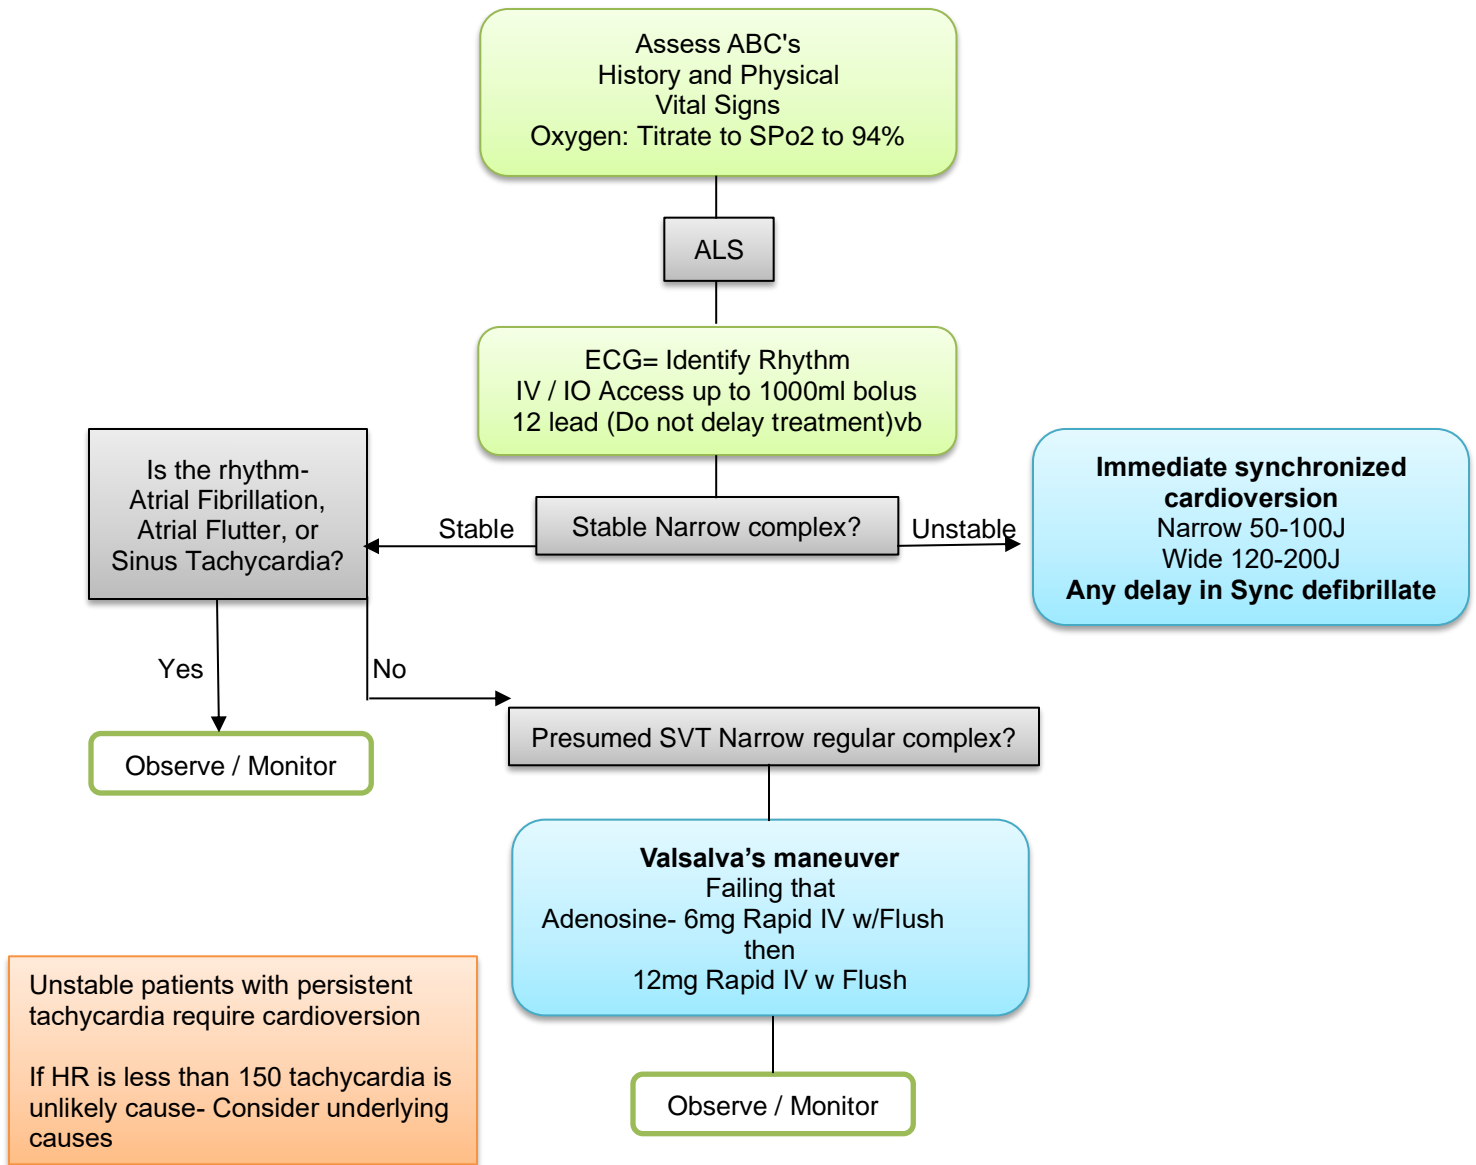 Assess ABC's
History and Physical
Vital Signs
Oxygen: Titrate to SPo2 to 94%
ALS
ECG= Identify Rhythm
IV / IO Access up to 1000ml bolus
12 lead (Do not delay treatment)vb
Stable Narrow complex?
Stable
Unstable
Is the rhythm-
Atrial Fibrillation,
Atrial Flutter, or
Sinus Tachycardia?
Immediate synchronized
cardioversion
Narrow 50-100J
Wide 120-200J
Any delay in Sync defibrillate
Yes
No
Observe / Monitor
Presumed SVT Narrow regular complex?
Valsalva’s maneuver
Failing that
Adenosine- 6mg Rapid IV w/Flush
then
12mg Rapid IV w Flush
Observe / Monitor
Unstable patients with persistent
tachycardia require cardioversion
If HR is less than 150 tachycardia is
unlikely cause- Consider underlying
causes